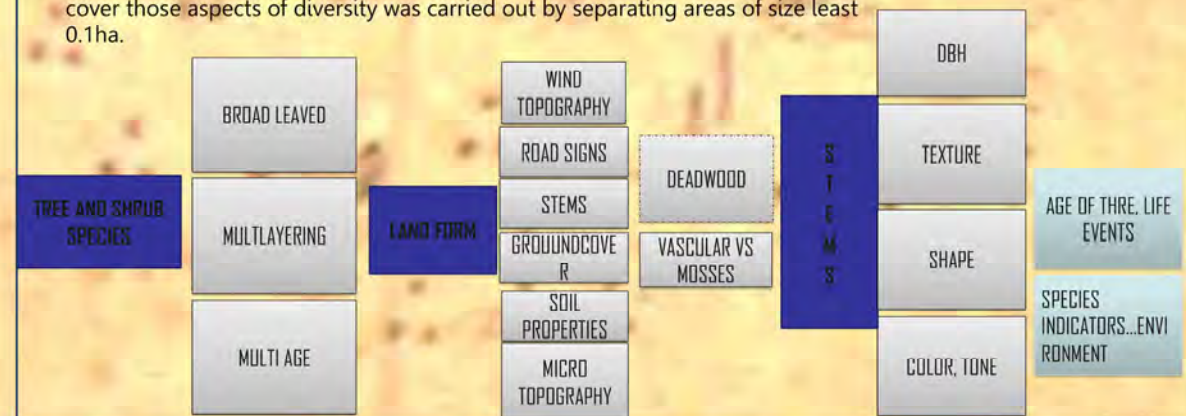 cover those aspects of diversity was carried out by separating areas of size least
0.1ha.
TREE AND SHRUB
SPECIES
BROAD LEAVED
MULTLAYERING
MULTI AGE
LAND FORM
WIND
TOPOGRAPHY
ROAD SIGNS
STEMS
GROUUNDCOVE
R
SOIL
PROPERTIES
MICRO
TOPOGRAPHY
DEADWOOD
VASCULAR VS
MOSSES
S
T
E
M
S
DBH
TEXTURE
SHAPE
COLOR, TONE
AGE OF THRE, LIFE
EVENTS
SPECIES
INDICATORS...ENVI
RONMENT